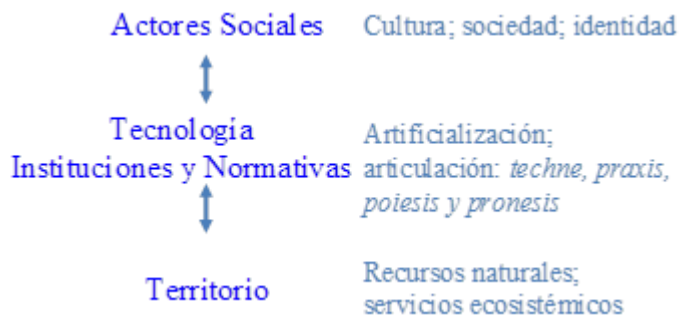 Actores Sociales Cultura; sociedad; identidad
Tecnología
Instituciones y Normativas
Artificialización;
articulación: techne, praxis,
poiesis y pronesis
Territorio
Recursos naturales;
servicios ecosistémicos